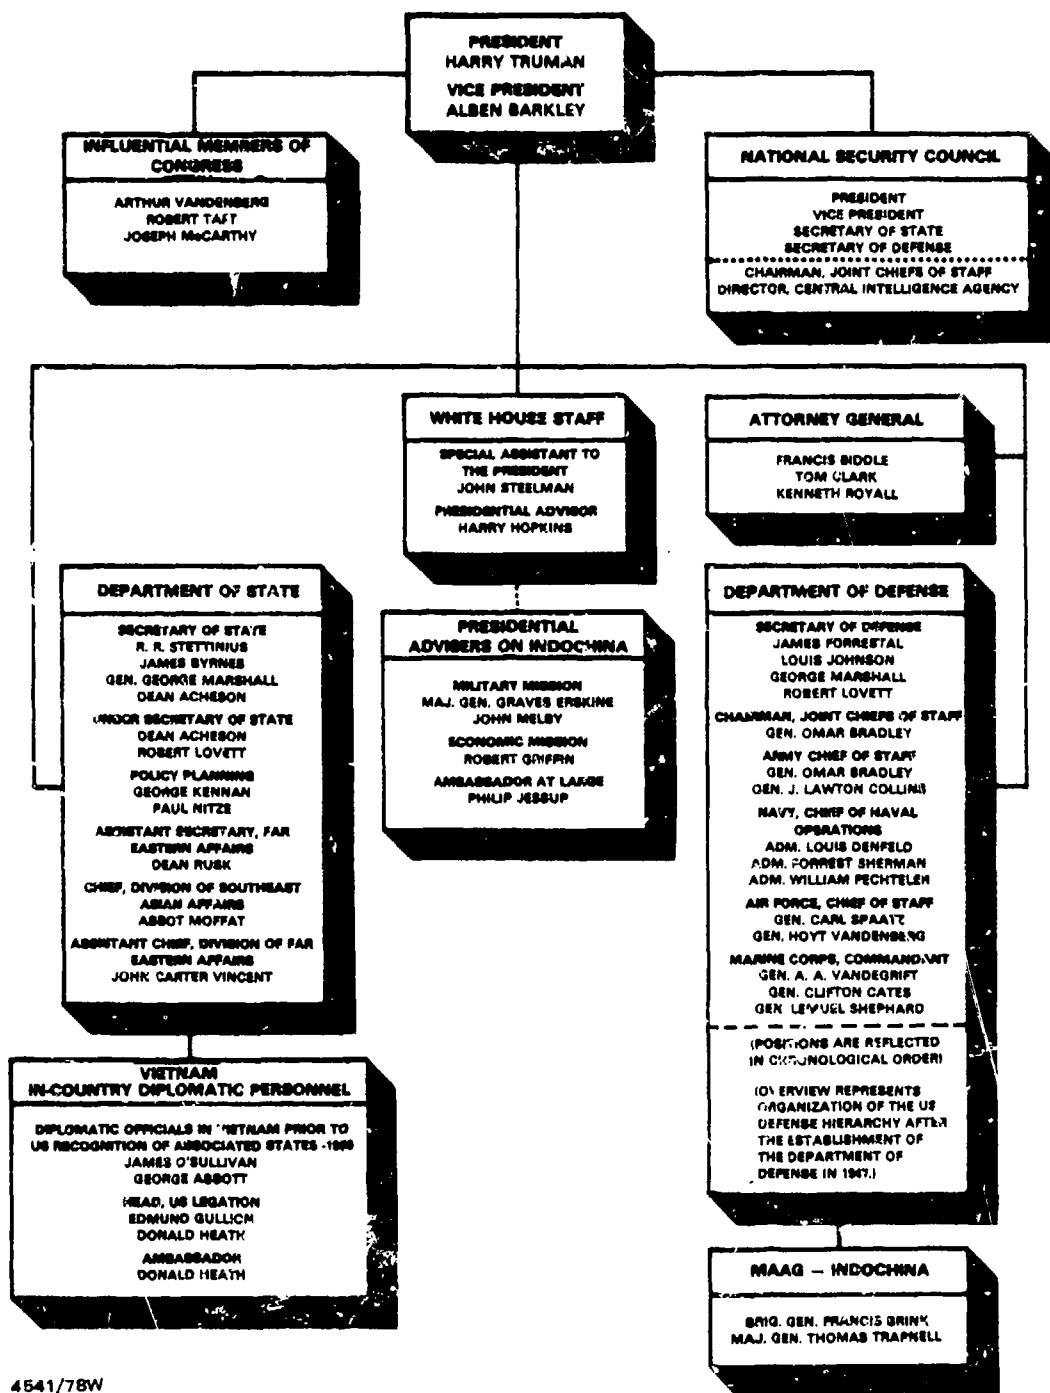 PRESIDENT
HARRY TRUMAN
VICE PRESIDENT
ALBEN BARKLEY
INFLUENTIAL MEMBERS OF
CONGRESS
ARTHUR VANDENBERG
ROBERT TAFT
JOSEPH McCARTHY
NATIONAL SECURITY COUNCIL
PRESIDENT
VICE PRESIDENT
SECRETARY OF STATE
SECRETARY OF DEFENSE
CHAIRMAN, JOINT CHIEFS OF STAFF
DIRECTOR, CENTRAL INTELLIGENCE AGENCY
WHITE HOUSE STAFF
SPECIAL ASSISTANT TO
THE PRESIDENT
JOHN STEELMAN
PRESIDENTIAL ADVISOR
HARRY HOPKINS
ATTORNEY GENERAL
FRANCIS BIDDLE
TOM CLARK
KENNETH ROYALL
DEPARTMENT OF STATE
SECRETARY OF STATE
R. R. STETTINIUS
JAMES BYRNES
GEN. GEORGE MARSHALL
DEAN ACHESON
UNDER SECRETARY OF STATE
DEAN ACHESON
ROBERT LOVETT
POLICY PLANNING
GEORGE KENNAN
PAUL NITZE
ASSISTANT SECRETARY, FAR
EASTERN AFFAIRS
DEAN RUSK
CHIEF, DIVISION OF SOUTHEAST
ASIAN AFFAIRS
ABBOT MOFFAT
ASSISTANT CHIEF, DIVISION OF FAR
EASTERN AFFAIRS
JOHN CARTER VINCENT
PRESIDENTIAL
ADVISERS ON INDOCHINA
MILITARY MISSION
MAJ. GEN. GRAVES ERSKINE
JOHN MELBY
ECONOMIC MISSION
ROBERT GRIFFIN
AMBASSADOR AT LARGE
PHILIP JESSUP
DEPARTMENT OF DEFENSE
SECRETARY OF DEFENSE
JAMES FORRESTAL
LOUIS JOHNSON
GEORGE MARSHALL
ROBERT LOVETT
CHAIRMAN, JOINT CHIEFS OF STAFF
GEN. OMAR BRADLEY
ARMY CHIEF OF STAFF
GEN. OMAR BRADLEY
GEN. J. LAWTON COLLINS
NAVY, CHIEF OF NAVAL
OPERATIONS
ADM. LOUIS DENFELD
ADM. FORREST SHERMAN
ADM. WILLIAM FECHTELER
AIR FORCE, CHIEF OF STAFF
GEN. CARL SPAATZ
GEN. HOYT VANDENBERG
MARINE CORPS, COMMANDANT
GEN. A. A. VANDEGRIFT
GEN. CLIFTON CATES
GEN. LEMUEL SHEPHARD
(POSITIONS ARE REFLECTED
IN CHRONOLOGICAL ORDER)
(OVERVIEW REPRESENTS
ORGANIZATION OF THE US
DEFENSE HIERARCHY AFTER
THE ESTABLISHMENT OF
THE DEPARTMENT OF
DEFENSE IN 1947.)
VIETNAM
IN-COUNTRY DIPLOMATIC PERSONNEL
DIPLOMATIC OFFICIALS IN VIETNAM PRIOR TO
US RECOGNITION OF ASSOCIATED STATES -
JAMES O'SULLIVAN
GEORGE ABBOTT
HEAD, US LEGATION
EDMUND GULLION
DONALD HEATH
AMBASSADOR
DONALD HEATH
MAAG – INDOCHINA
BRIG. GEN. FRANCIS BRINK
MAJ. GEN. THOMAS TRAPNELL
4541/78W